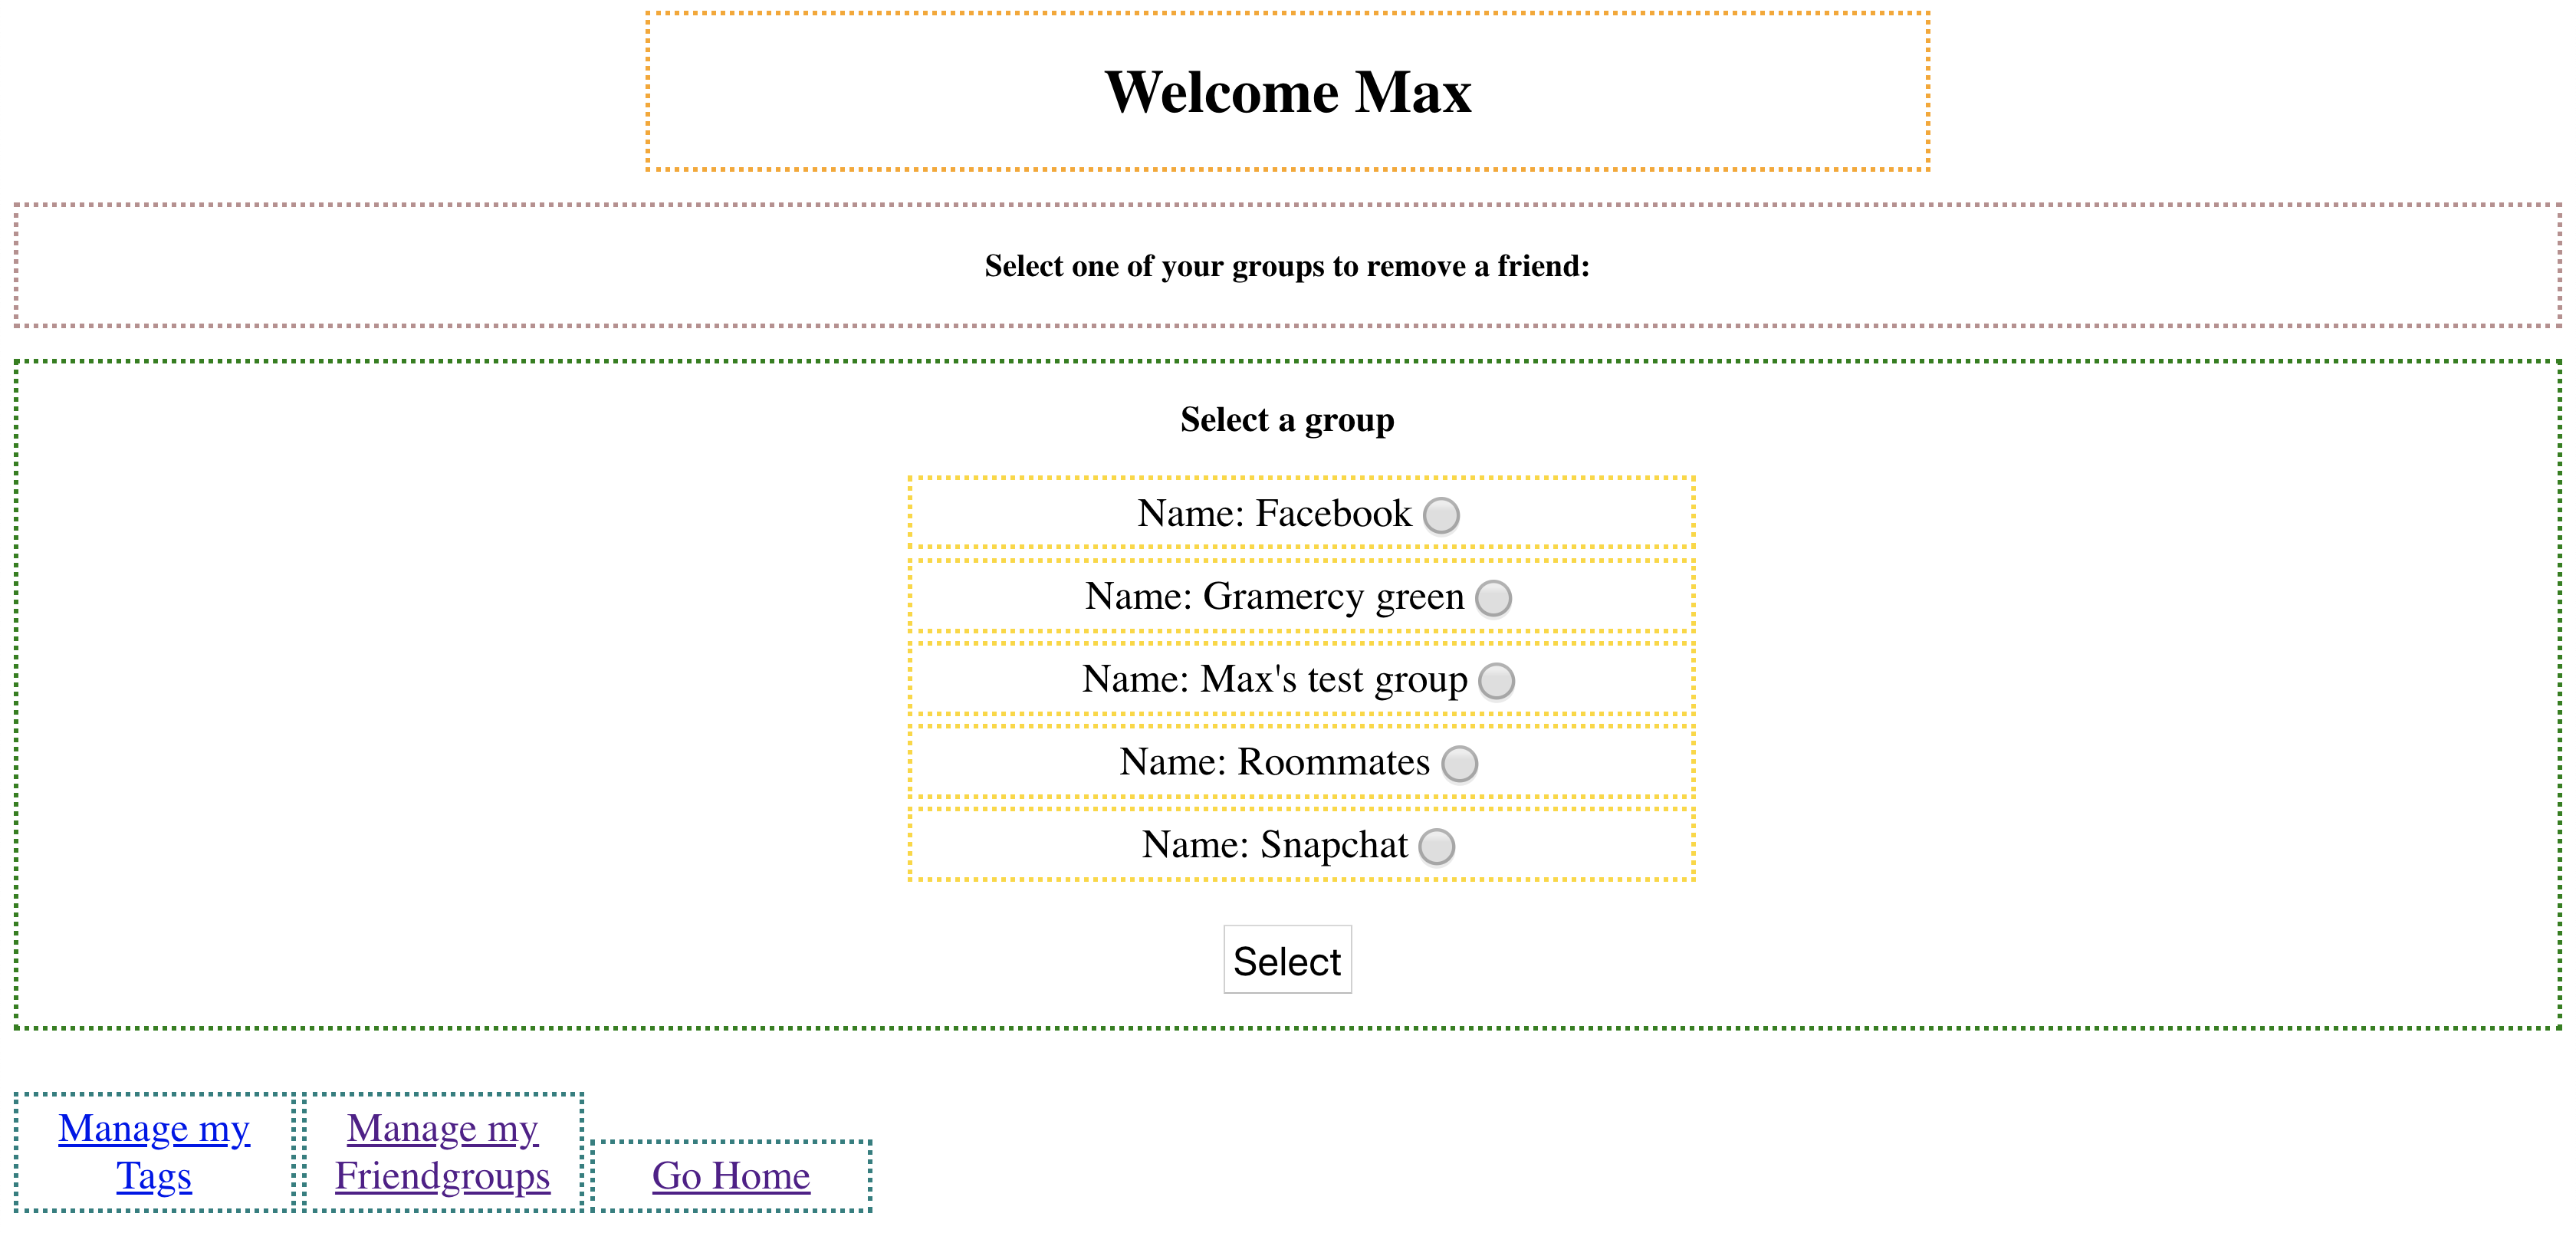 Welcome Max
Select one of your groups to remove a friend:
Select a group
Name: Facebook
Name: Gramercy green
Name: Max's test group
Name: Roommates
Name: Snapchat
Select
Manage my
Tags
Manage my
Friendgroups
Go Home